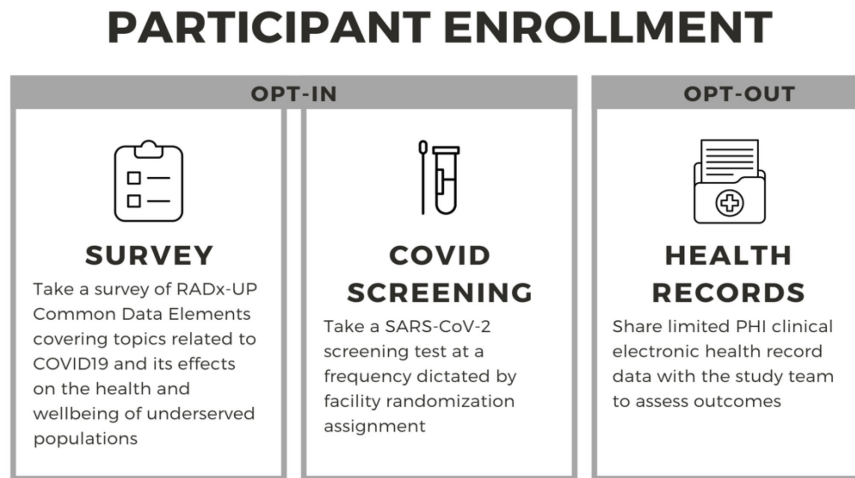 PARTICIPANT ENROLLMENT
OPT-IN
SURVEY
Take a survey of RADx-UP
Common Data Elements
covering topics related to
COVID19 and its effects
on the health and
wellbeing of underserved
populations
COVID
SCREENING
Take a SARS-CoV-2
screening test at a
frequency dictated by
facility randomization
assignment
OPT-OUT
HEALTH
RECORDS
Share limited PHI clinical
electronic health record
data with the study team
to assess outcomes